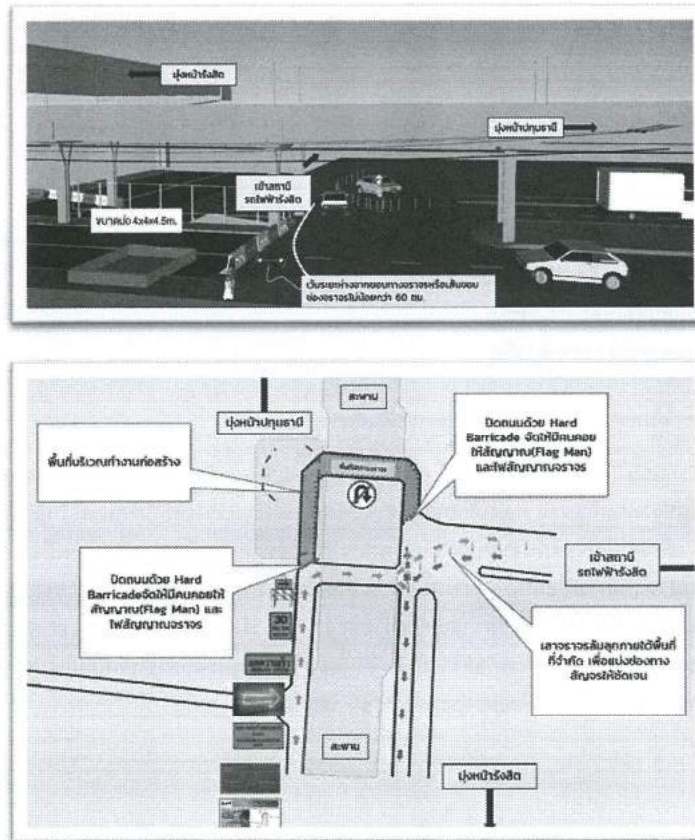 มุ่งหน้ารังสิต
มุ่งหน้าปทุมธานี
เข้าสถานี
รถไฟฟ้ารังสิต
ขนาดบ่อ 4x4x4.5m.
เว้นระยะห่างจากขอบทางจราจรหรือเส้นขอบ
ช่องจราจรไม่น้อยกว่า 60 ซม.
สะพาน
มุ่งหน้าปทุมธานี
ปิดถนนด้วย Hard
Barricade จัดให้มีคนคอย
ให้สัญญาณ(Flag Man)
และไฟสัญญาณจราจร
พื้นที่บริเวณทำงานก่อสร้าง
เข้าสถานี
รถไฟฟ้ารังสิต
ปิดถนนด้วย Hard
Barricadeจัดให้มีคนคอยให้
สัญญาณ(Flag Man) และ
ไฟสัญญาณจราจร
30
ลดความเร็ว
เสาจราจรล้มลุกภายใต้พื้นที่
ที่จำกัด เพื่อแบ่งช่องทาง
สัญจรให้ชัดเจน
สะพาน
มุ่งหน้ารังสิต